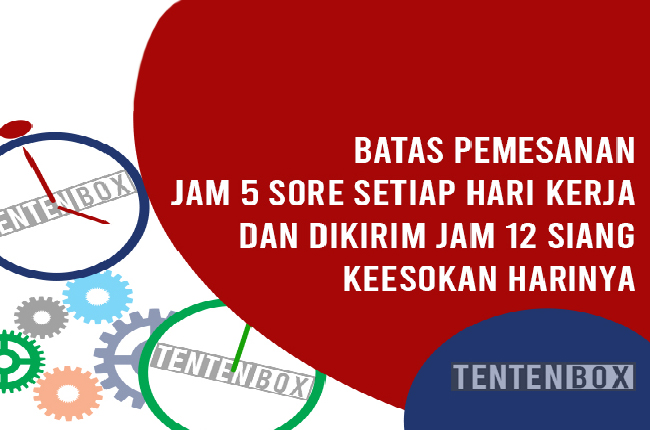 BATAS PEMESANAN
JAM 5 SORE SETIAP HARI KERJA
DAN DIKIRIM JAM 12 SIANG
KEESOKAN HARINYA
TENTENBOX
TENTENBOX
TENTENBOX